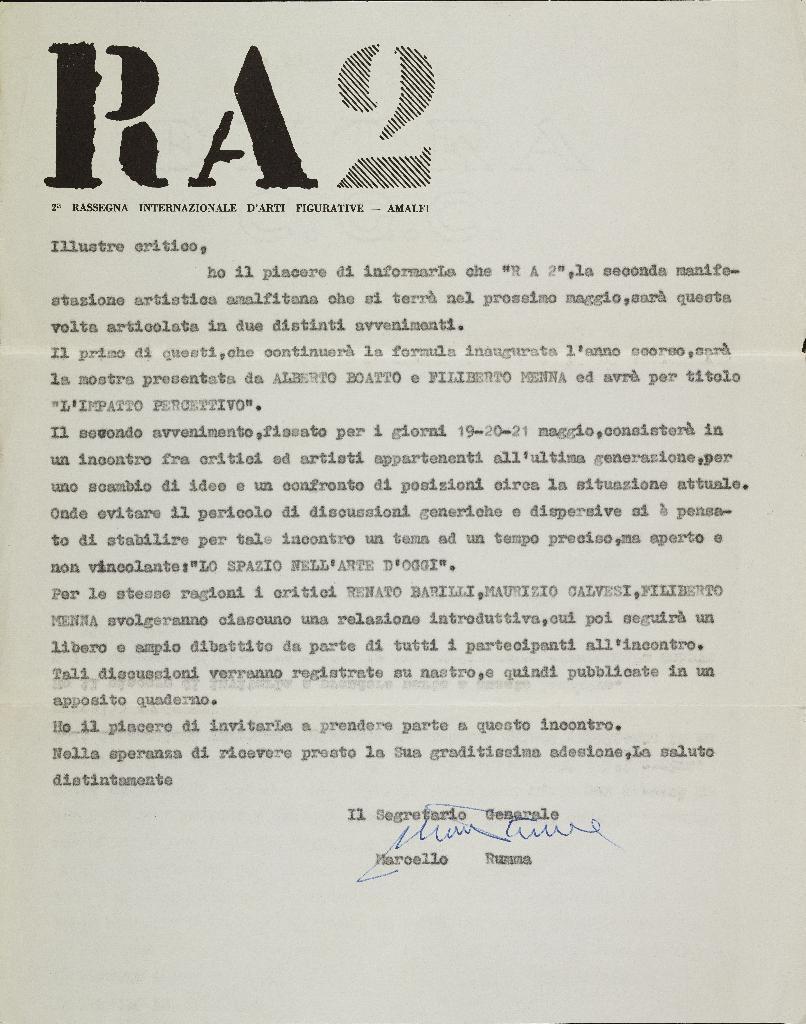 RA2
2ª RASSEGNA INTERNAZIONALE D'ARTI FIGURATIVE — AMALFI
Illustre critico,
ho il piacere di informarLa che "R A 2",la seconda manife-
stazione artistica amalfitana che si terrà nel prossimo maggio,sarà questa
volta articolata in due distinti avvenimenti.
Il primo di questi,che continuerà la formula inaugurata l'anno scorso,sarà
la mostra presentata da ALBERTO BOATTO e FILIBERTO MENNA ed avrà per titolo
"L'IMPATTO PERCETTIVO".
Il secondo avvenimento,fissato per i giorni 19-20-21 maggio,consisterà in
un incontro fra critici ed artisti appartenenti all'ultima generazione,per
uno scambio di idee e un confronto di posizioni circa la situazione attuale.
Onde evitare il pericolo di discussioni generiche e dispersive si è pensa-
to di stabilire per tale incontro un tema ad un tempo preciso,ma aperto e
non vincolante:"LO SPAZIO NELL'ARTE D'OGGI".
Per le stesse ragioni i critici RENATO BARILLI,MAURIZIO CALVESI,FILIBERTO
MENNA svolgeranno ciascuno una relazione introduttiva,cui poi seguirà un
libero e ampio dibattito da parte di tutti i partecipanti all'incontro.
Tali discussioni verranno registrate su nastro,e quindi pubblicate in un
apposito quaderno.
Ho il piacere di invitarLa a prendere parte a questo incontro.
Nella speranza di ricevere presto la Sua graditissima adesione,La saluto
distintamente
Il Segretario Generale
Marcello Rumma